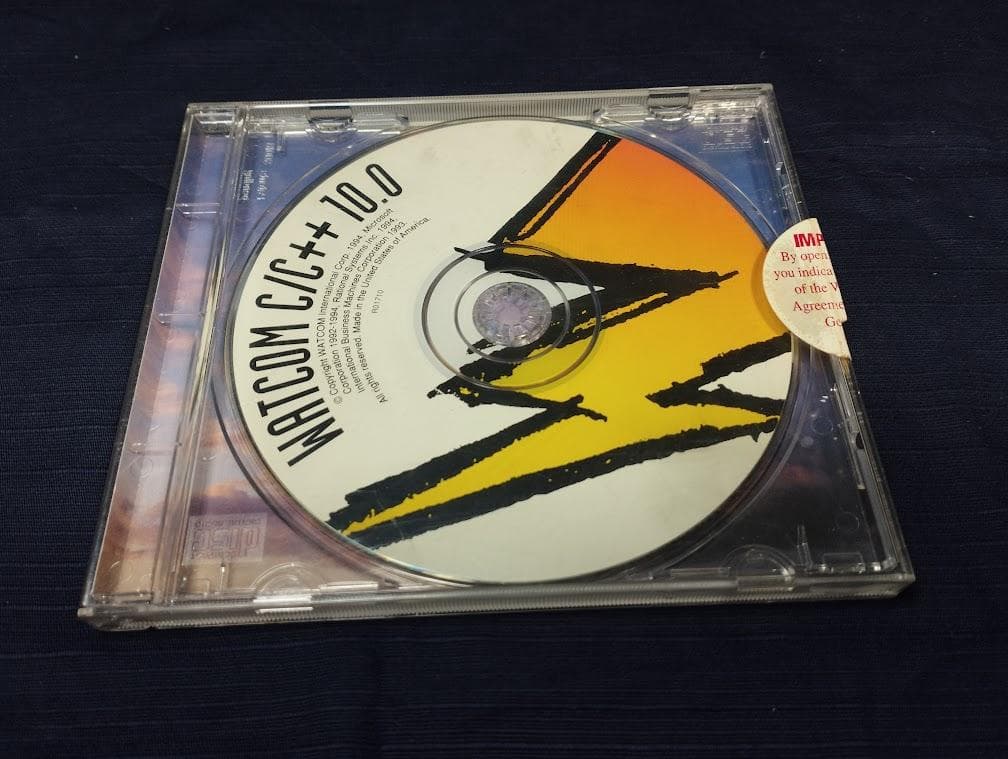 WATCOM C/C++ 10.0
© Copyright WATCOM International Corp. 1994, Microsoft
Corporation 1992-1994, Rational Systems Inc. 1994,
International Business Machines Corporation 1993.
All rights reserved. Made in the United States of America.
R01710
IMP
By open
you indica
of the W
Agreeme
Go